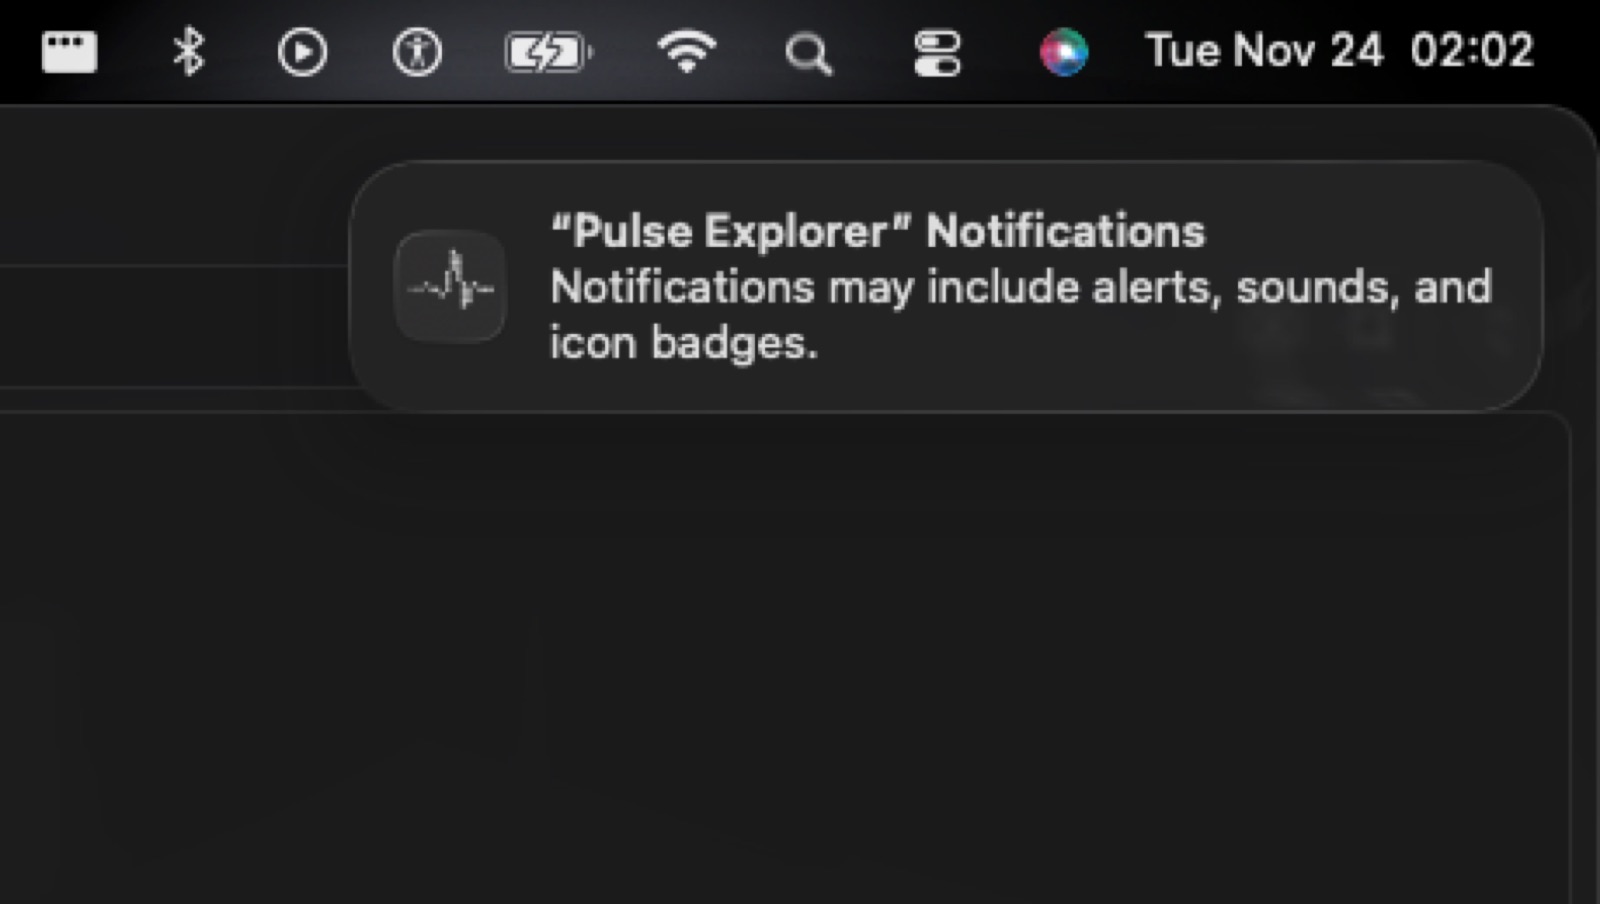 Tue Nov 24 02:02
“Pulse Explorer” Notifications
Notifications may include alerts, sounds, and
icon badges.